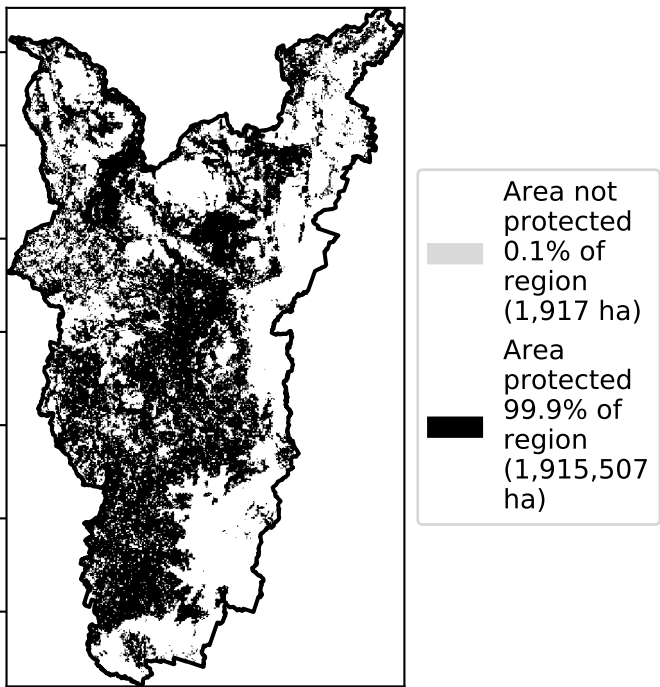 Area not
protected
0.1% of
region
(1,917 ha)
Area
protected
99.9% of
region
(1,915,507
ha)